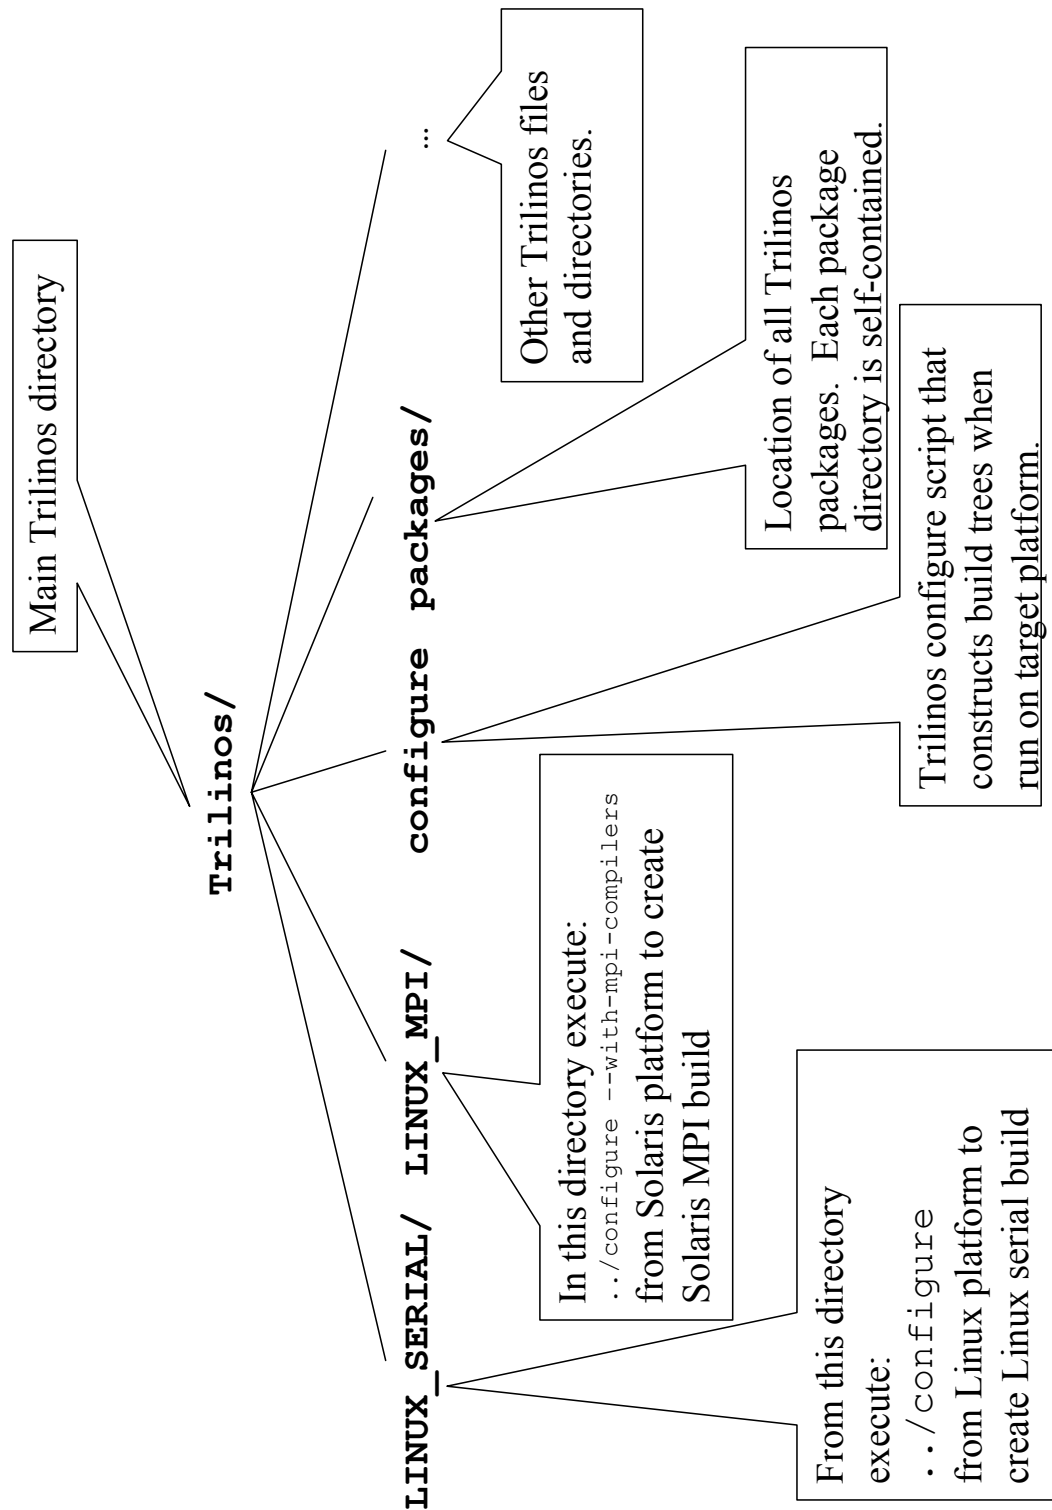 Main Trilinos directory
Trilinos/
LINUX_SERIAL/ LINUX_MPI/ configure packages/ ...
From this directory
execute:
../configure
from Linux platform to
create Linux serial build
In this directory execute:
../configure --with-mpi-compilers
from Solaris platform to create
Solaris MPI build
Trilinos configure script that
constructs build trees when
run on target platform.
Location of all Trilinos
packages. Each package
directory is self-contained.
Other Trilinos files
and directories.